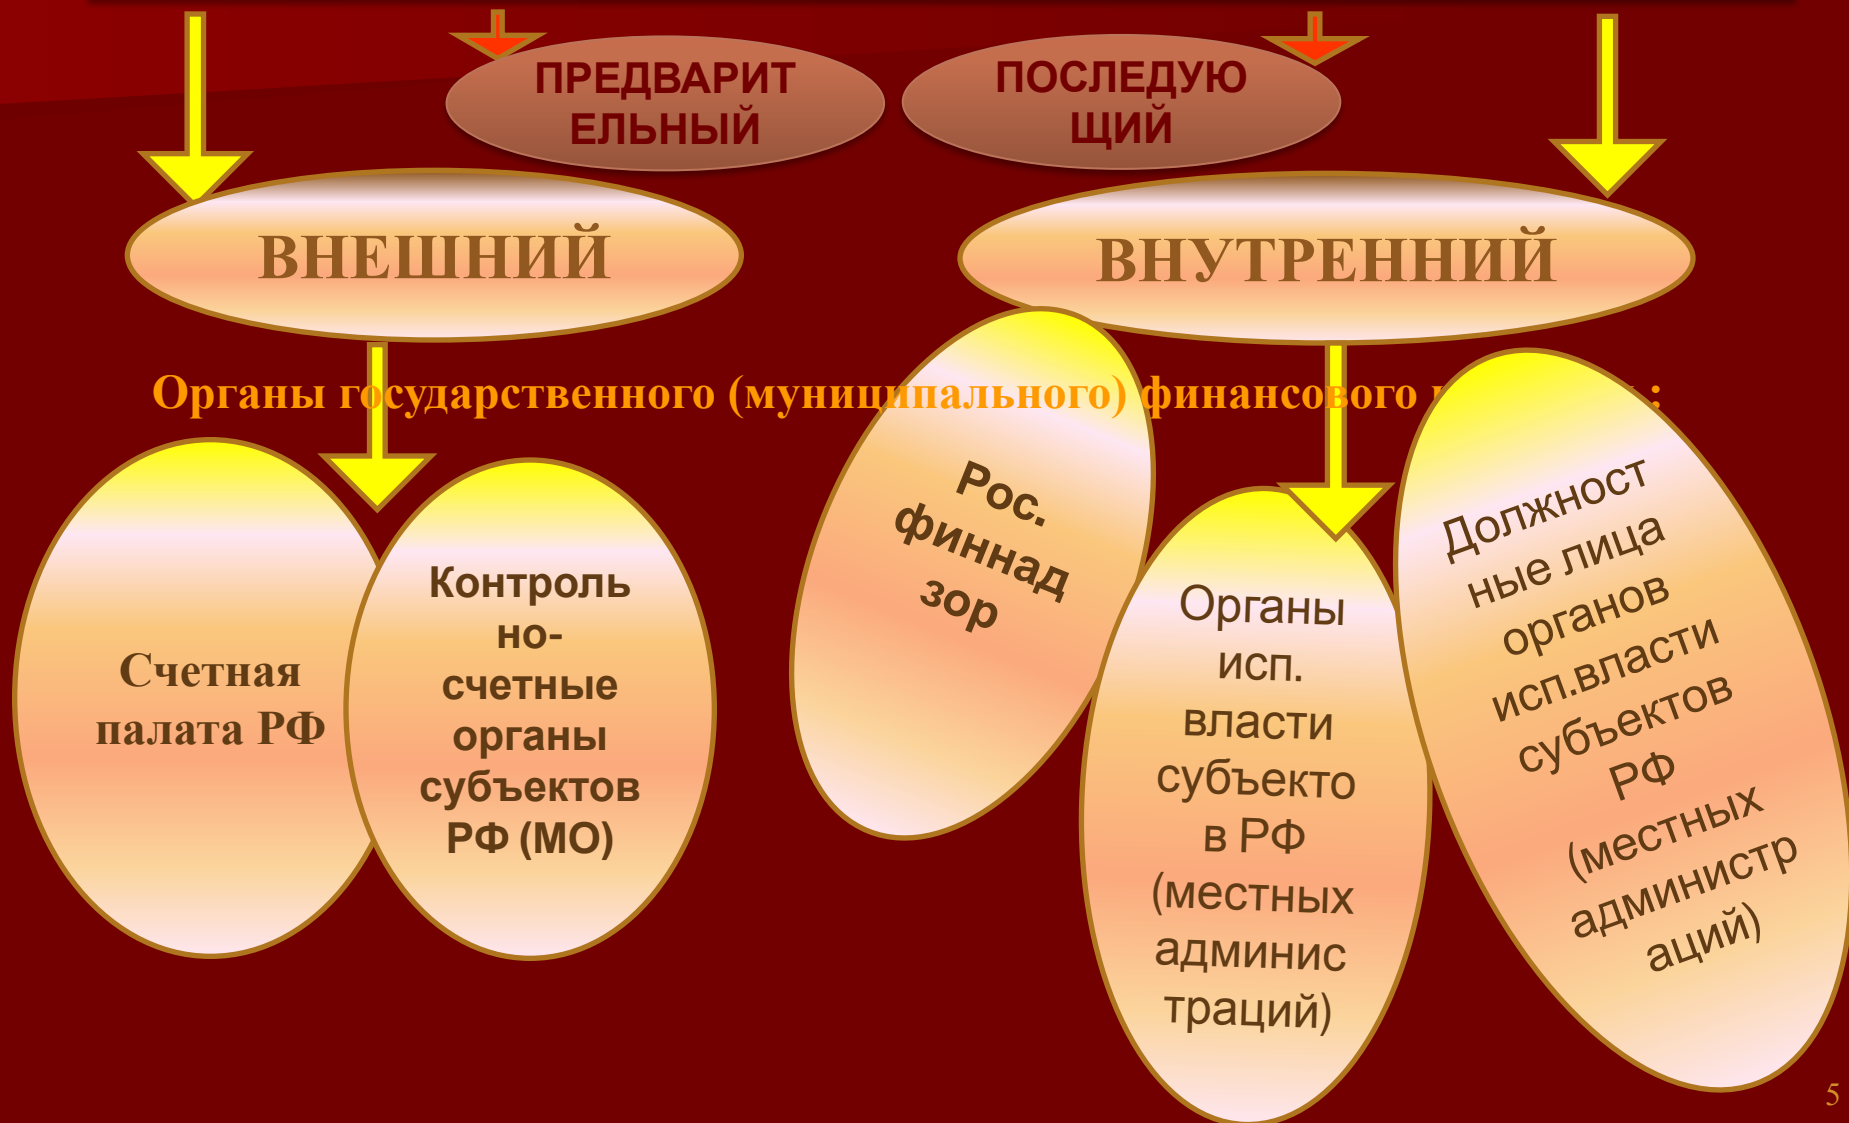 ПРЕДВАРИТ
ЕЛЬНЫЙ
ПОСЛЕДУЮ
ЩИЙ
ВНЕШНИЙ
ВНУТРЕННИЙ
Органы государственного (муниципального) финансового :
Счетная
палата РФ
Контроль
но-
счетные
органы
субъектов
РФ (МО)
Рос.
финнад
зор
Органы
исп.
власти
субъекто
в РФ
(местных
админис
траций)
Должност
ные лица
органов
исп.власти
субъектов
РФ
(местных
администр
аций)
5